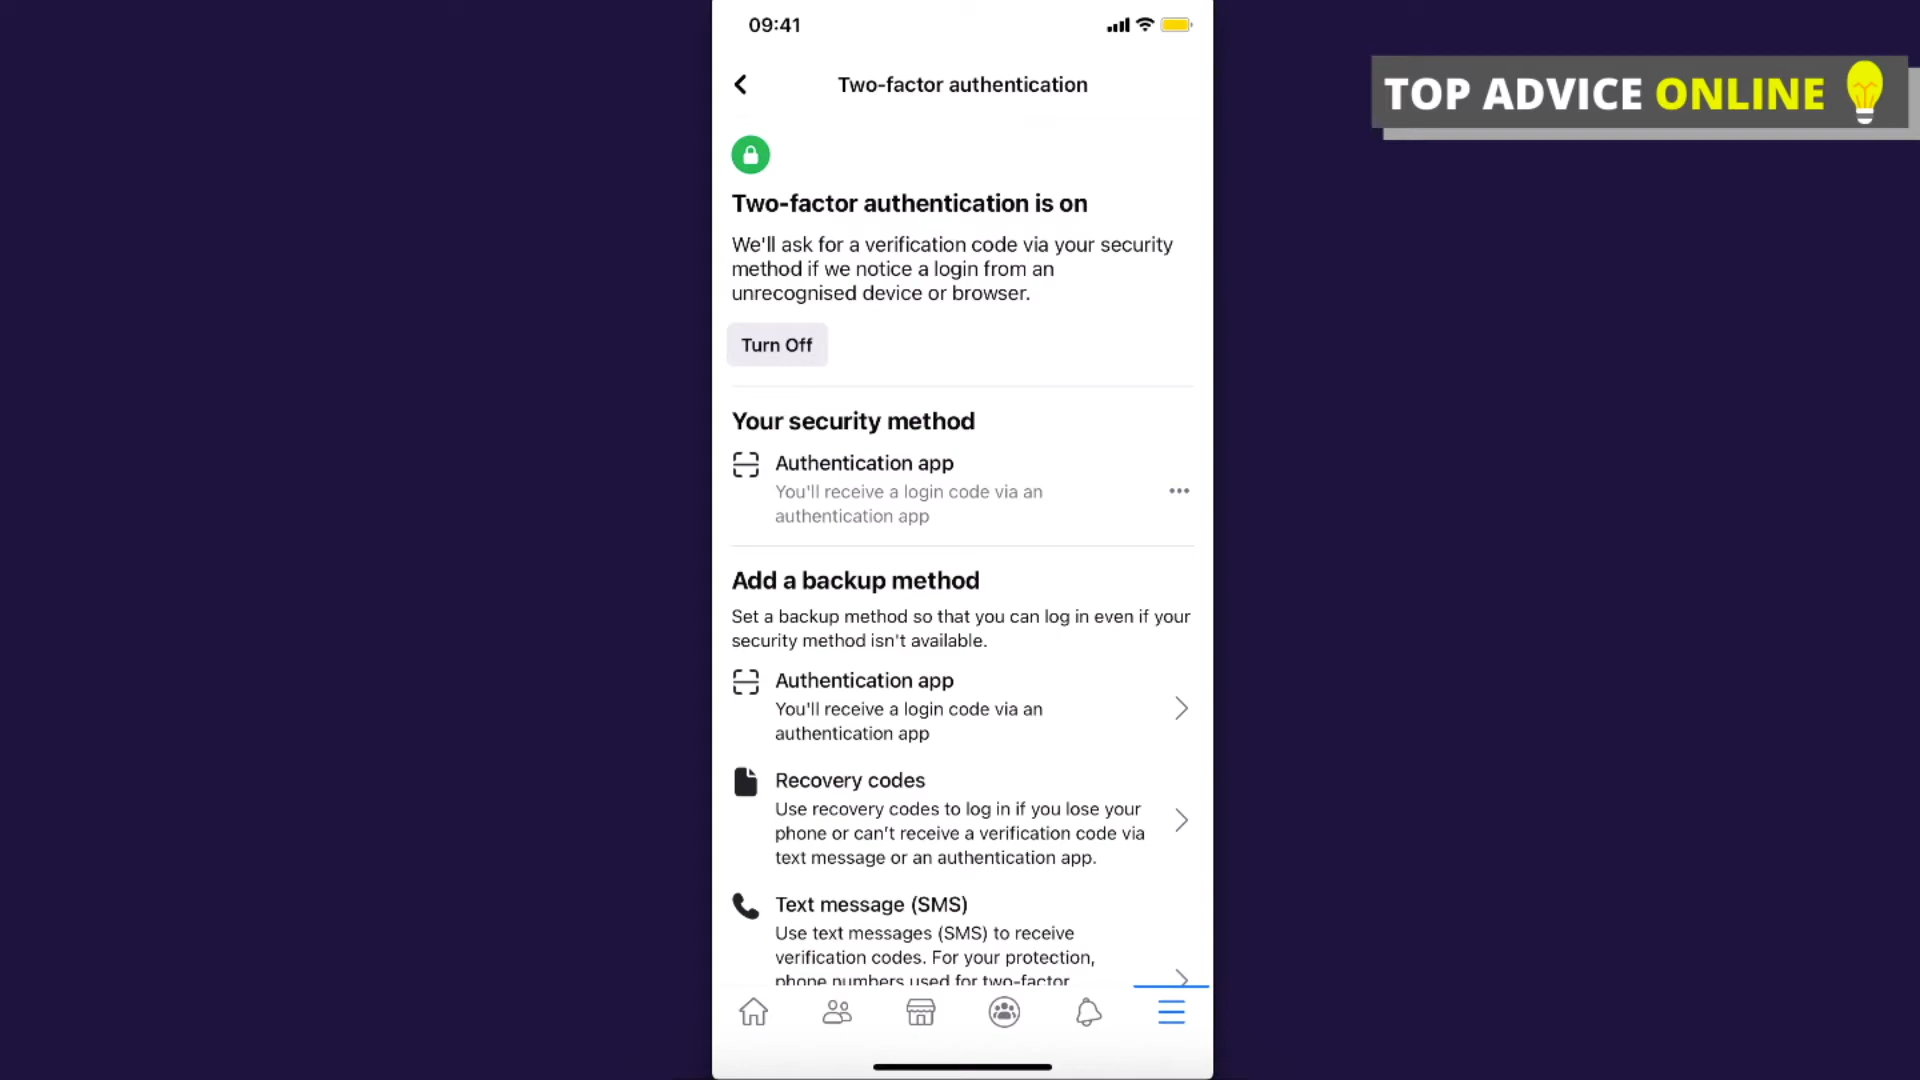 09:41
TOP ADVICE ONLINE
Two-factor authentication
Two-factor authentication is on
We'll ask for a verification code via your security
method if we notice a login from an
unrecognised device or browser.
Turn Off
Your security method
Authentication app
You'll receive a login code via an
authentication app
Add a backup method
Set a backup method so that you can log in even if your
security method isn't available.
Authentication app
You'll receive a login code via an
authentication app
Recovery codes
Use recovery codes to log in if you lose your
phone or can't receive a verification code via
text message or an authentication app.
Text message (SMS)
Use text messages (SMS) to receive
verification codes. For your protection,
phone numbers used for two-factor